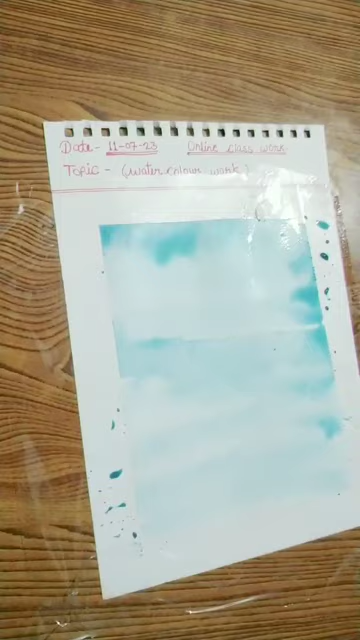 Date - 11-07-23 Online class work.
Topic - (water colour work)